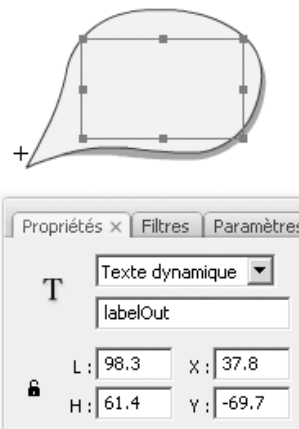 Propriétés × Filtres Paramètres
T Texte dynamique
labelOut
L : 98.3 X : 37.8
H : 61.4 Y : -69.7